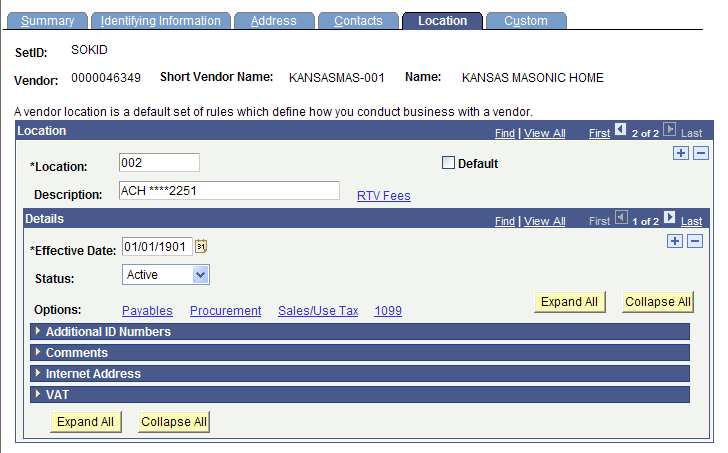 Summary Identifying Information Address Contacts Location Custom
SetID: SOKID
Vendor: 0000046349 Short Vendor Name: KANSASMAS-001 Name: KANSAS MASONIC HOME
A vendor location is a default set of rules which define how you conduct business with a vendor.
Location Find | View All First 2 of 2 Last
*Location: 002 Default
Description: ACH ****2251 RTV Fees
Details Find | View All First 1 of 2 Last
*Effective Date: 01/01/1901 31
Status: Active
Options: Payables Procurement Sales/Use Tax 1099 Expand All Collapse All
Additional ID Numbers
Comments
Internet Address
VAT
Expand All Collapse All